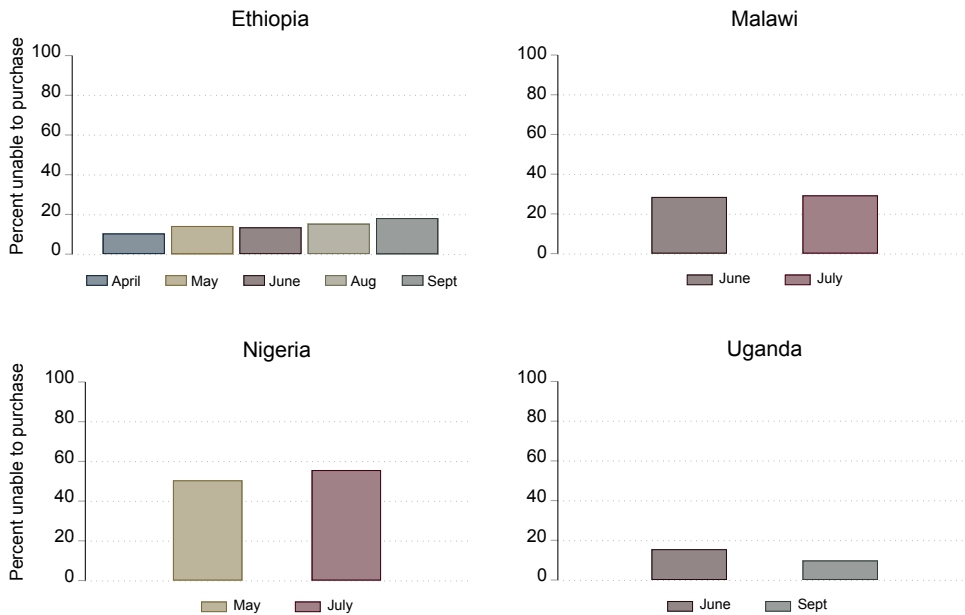 Ethiopia
Percent unable to purchase
100
80
60
40
20
0
April May June Aug Sept
Malawi
100
80
60
40
20
0
June July
Nigeria
Percent unable to purchase
100
80
60
40
20
0
May July
Uganda
100
80
60
40
20
0
June Sept